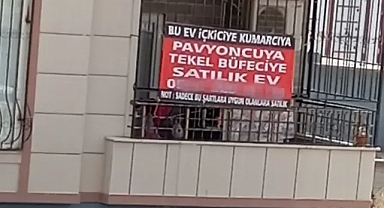 BU EV İÇKİCİYE KUMARCIYA
PAVYONCUYA
TEKEL BÜFECİYE
SATILIK EV
0
NOT : SADECE BU ŞARTLARA UYGUN OLANLARA SATILIK